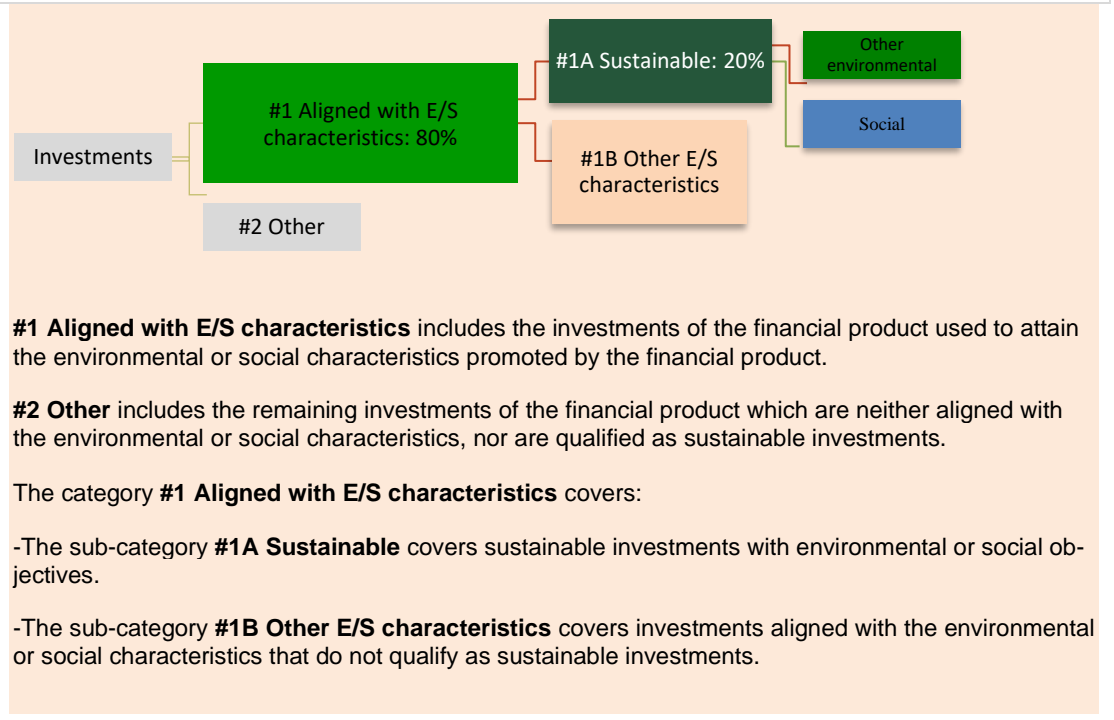 Investments
#1 Aligned with E/S
characteristics: 80%
#2 Other
#1A Sustainable: 20%
#1B Other E/S
characteristics
Other
environmental
Social
#1 Aligned with E/S characteristics includes the investments of the financial product used to attain
the environmental or social characteristics promoted by the financial product.
#2 Other includes the remaining investments of the financial product which are neither aligned with
the environmental or social characteristics, nor are qualified as sustainable investments.
The category #1 Aligned with E/S characteristics covers:
-The sub-category #1A Sustainable covers sustainable investments with environmental or social ob-
jectives.
-The sub-category #1B Other E/S characteristics covers investments aligned with the environmental
or social characteristics that do not qualify as sustainable investments.